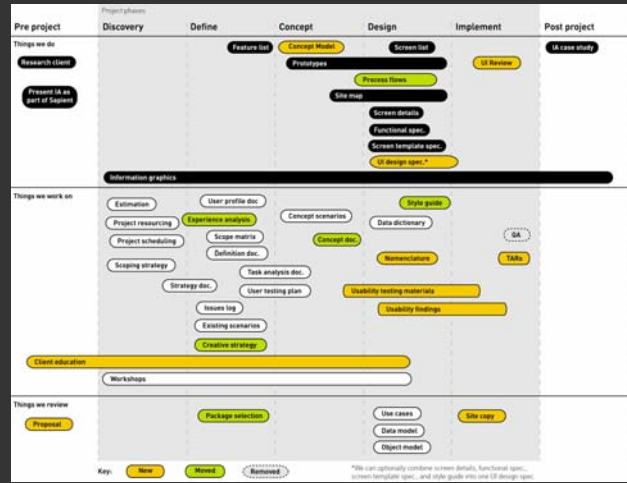 Project phases
Pre project
Discovery
Define
Concept
Design
Implement
Post project
Things we do
Feature list
Concept Model
Screen list
IA case study
Research client
Prototypes
UI Review
Process flows
Present IA as
part of Sapient
Site map
Screen details
Functional spec.
Screen template spec.
UI design spec.*
Information graphics
Things we work on
Estimation
User profile doc
Style guide
Project resourcing
Experience analysis
Concept scenarios
Data dictionary
Project scheduling
Scope matrix
Concept doc.
QA
Definition doc.
Nomenclature
TARs
Scoping strategy
Task analysis doc.
Strategy doc.
User testing plan
Usability testing materials
Issues log
Usability findings
Existing scenarios
Creative strategy
Client education
Workshops
Things we review
Proposal
Package selection
Use cases
Site copy
Data model
Object model
Key:
New
Moved
Removed
*We can optionally combine screen details, functional spec.,
screen template spec., and style guide into one UI design spec.